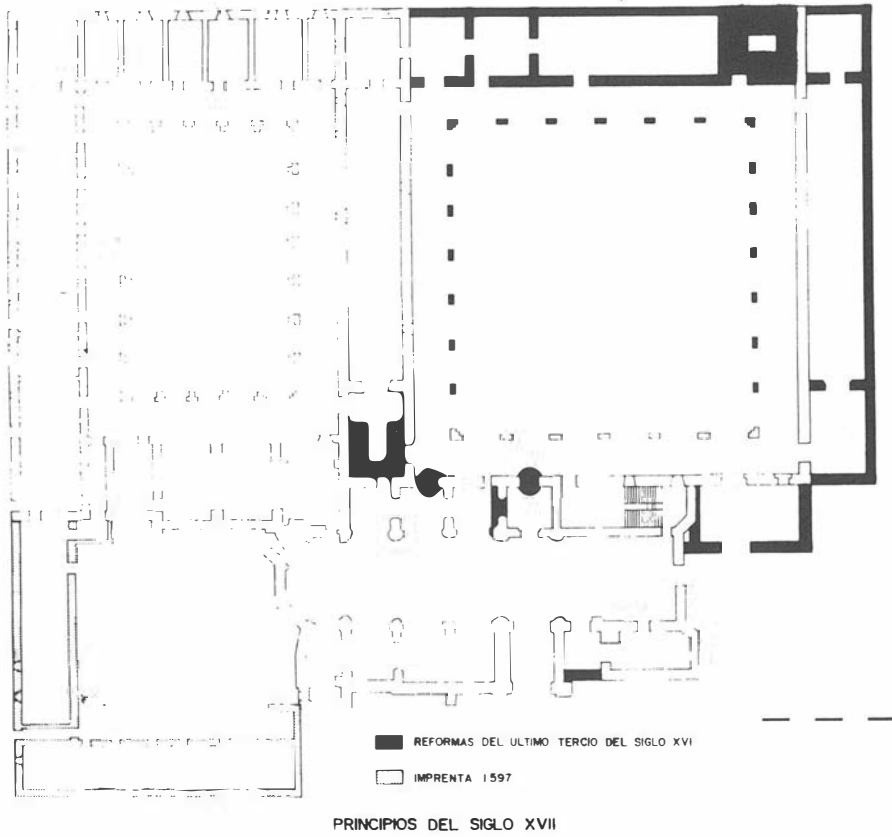 REFORMAS DEL ULTIMO TERCIO DEL SIGLO XVI
IMPRENTA 1597
PRINCIPIOS DEL SIGLO XVII